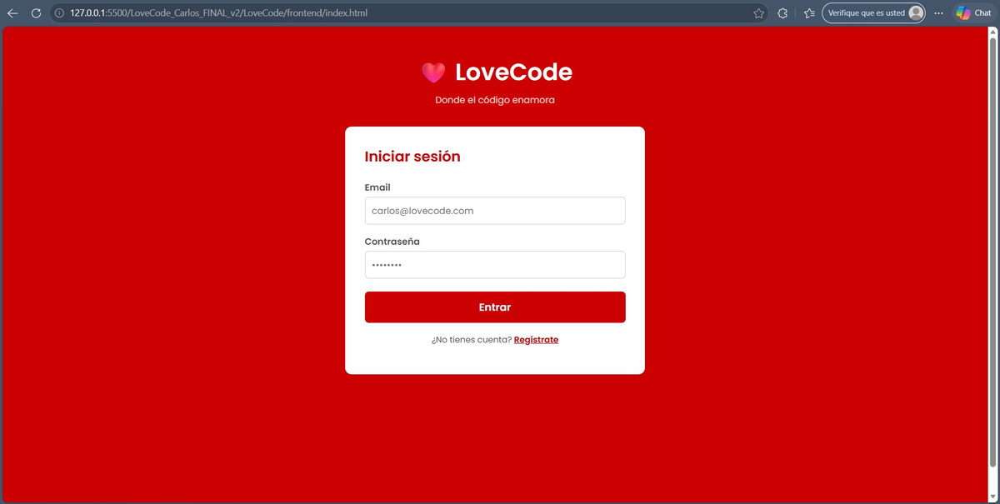 127.0.0.1:5500/LoveCode_Carlos_FINAL_v2/LoveCode/frontend/index.html
Verifique que es usted
Chat
LoveCode
Donde el código enamora
Iniciar sesión
Email
carlos@lovecode.com
Contraseña
••••••••
Entrar
¿No tienes cuenta? Regístrate